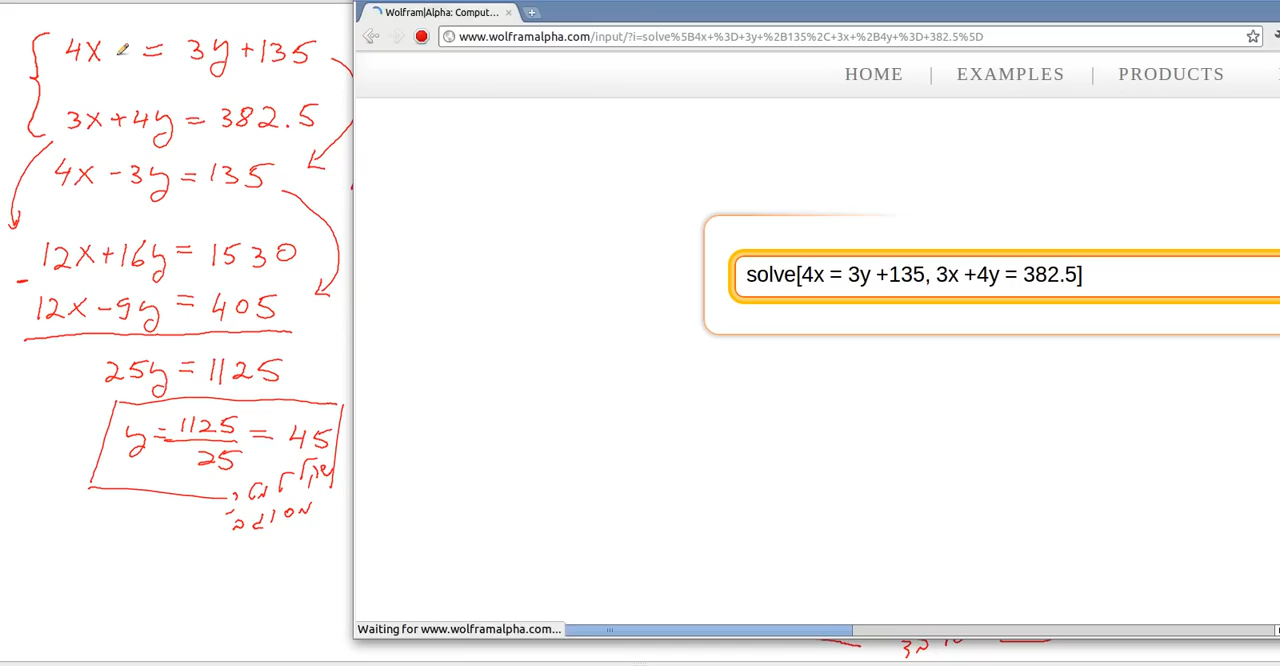 4x = 3y+135
3x+4y = 382.5
4x - 3y = 135
12x+16y = 1530
-
12x - 9y = 405
25y = 1125
y = 1125/25 = 45
Wolfram|Alpha: Comput...
www.wolframalpha.com/input/?i=solve%5B4x+%3D+3y+%2B135%2C+3x+%2B4y+%3D+382.5%5D
HOME | EXAMPLES | PRODUCTS
solve[4x = 3y +135, 3x +4y = 382.5]
Waiting for www.wolframalpha.com...